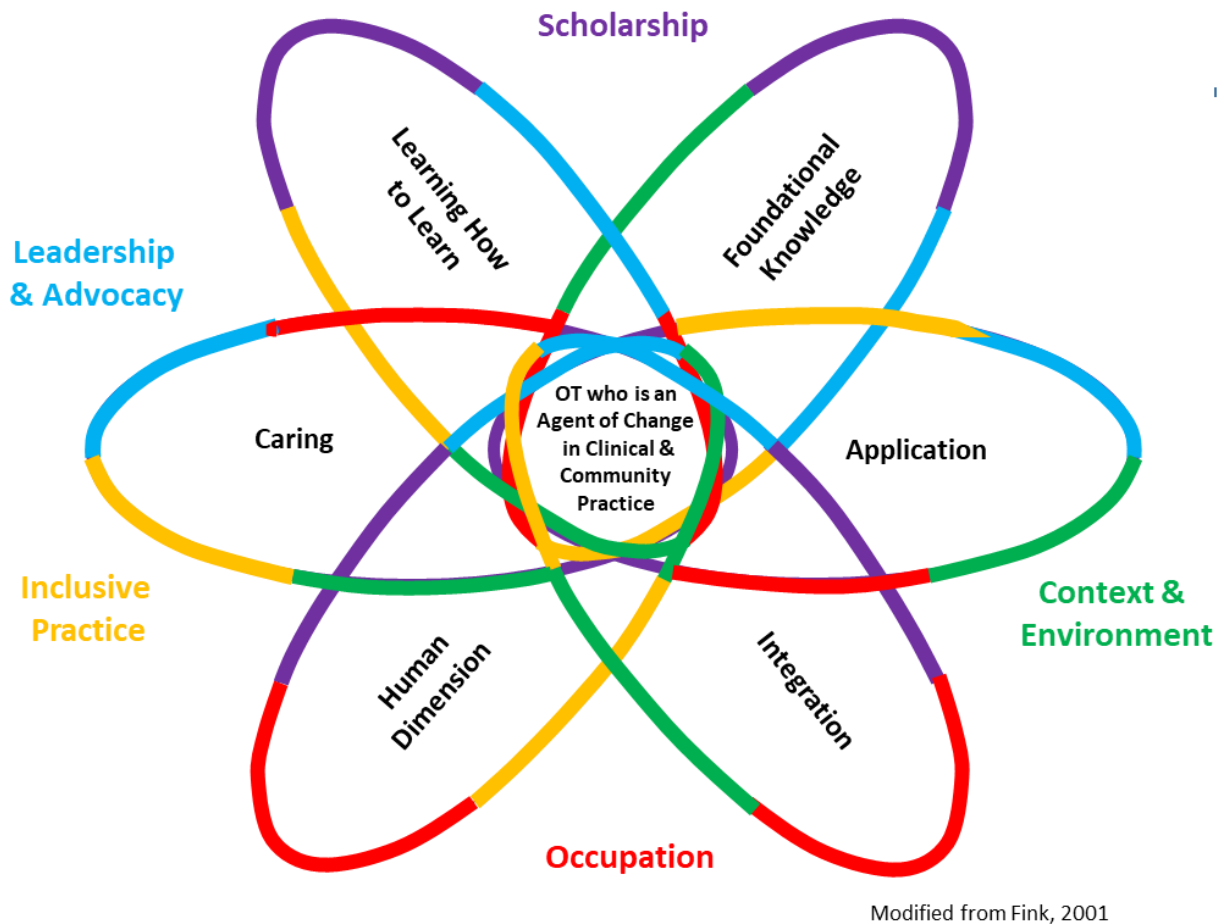 Scholarship
Learning How
to Learn
Foundational
Knowledge
Leadership
& Advocacy
Caring
OT who is an
Agent of Change
in Clinical &
Community
Practice
Application
Inclusive
Practice
Context &
Environment
Human
Dimension
Integration
Occupation
Modified from Fink, 2001